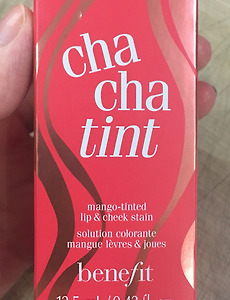 cha
cha
tint
mango-tinted
lip & cheek stain
solution colorante
mangue lèvres & joues
benefit